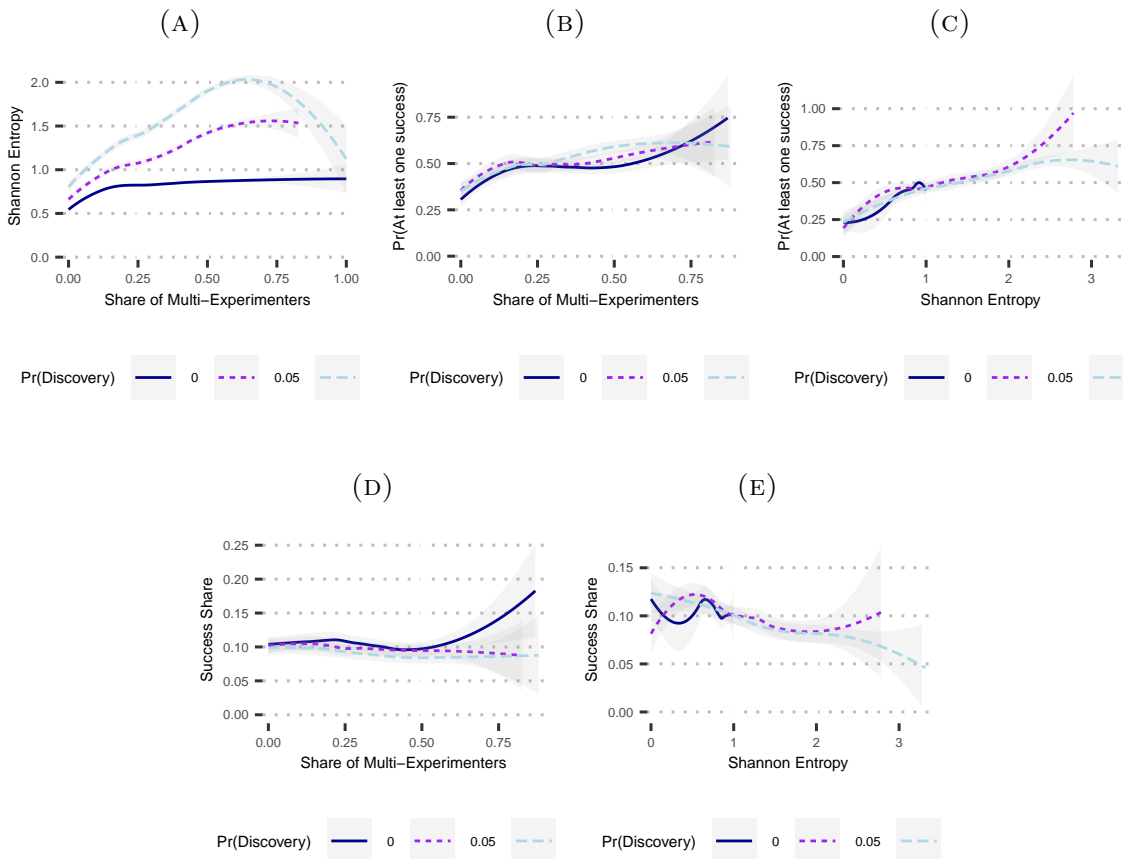 (A)
Shannon Entropy
2.0
1.5
1.0
0.5
0.0
0.00 0.25 0.50 0.75 1.00
Share of Multi−Experimenters
Pr(Discovery) 0 0.05
(B)
Pr(At least one success)
0.75
0.50
0.25
0.00
0.00 0.25 0.50 0.75
Share of Multi−Experimenters
Pr(Discovery) 0 0.05
(C)
Pr(At least one success)
1.00
0.75
0.50
0.25
0.00
0 1 2 3
Shannon Entropy
Pr(Discovery) 0 0.05
(D)
Success Share
0.25
0.20
0.15
0.10
0.05
0.00
0.00 0.25 0.50 0.75
Share of Multi−Experimenters
Pr(Discovery) 0 0.05
(E)
Success Share
0.15
0.10
0.05
0.00
0 1 2 3
Shannon Entropy
Pr(Discovery) 0 0.05